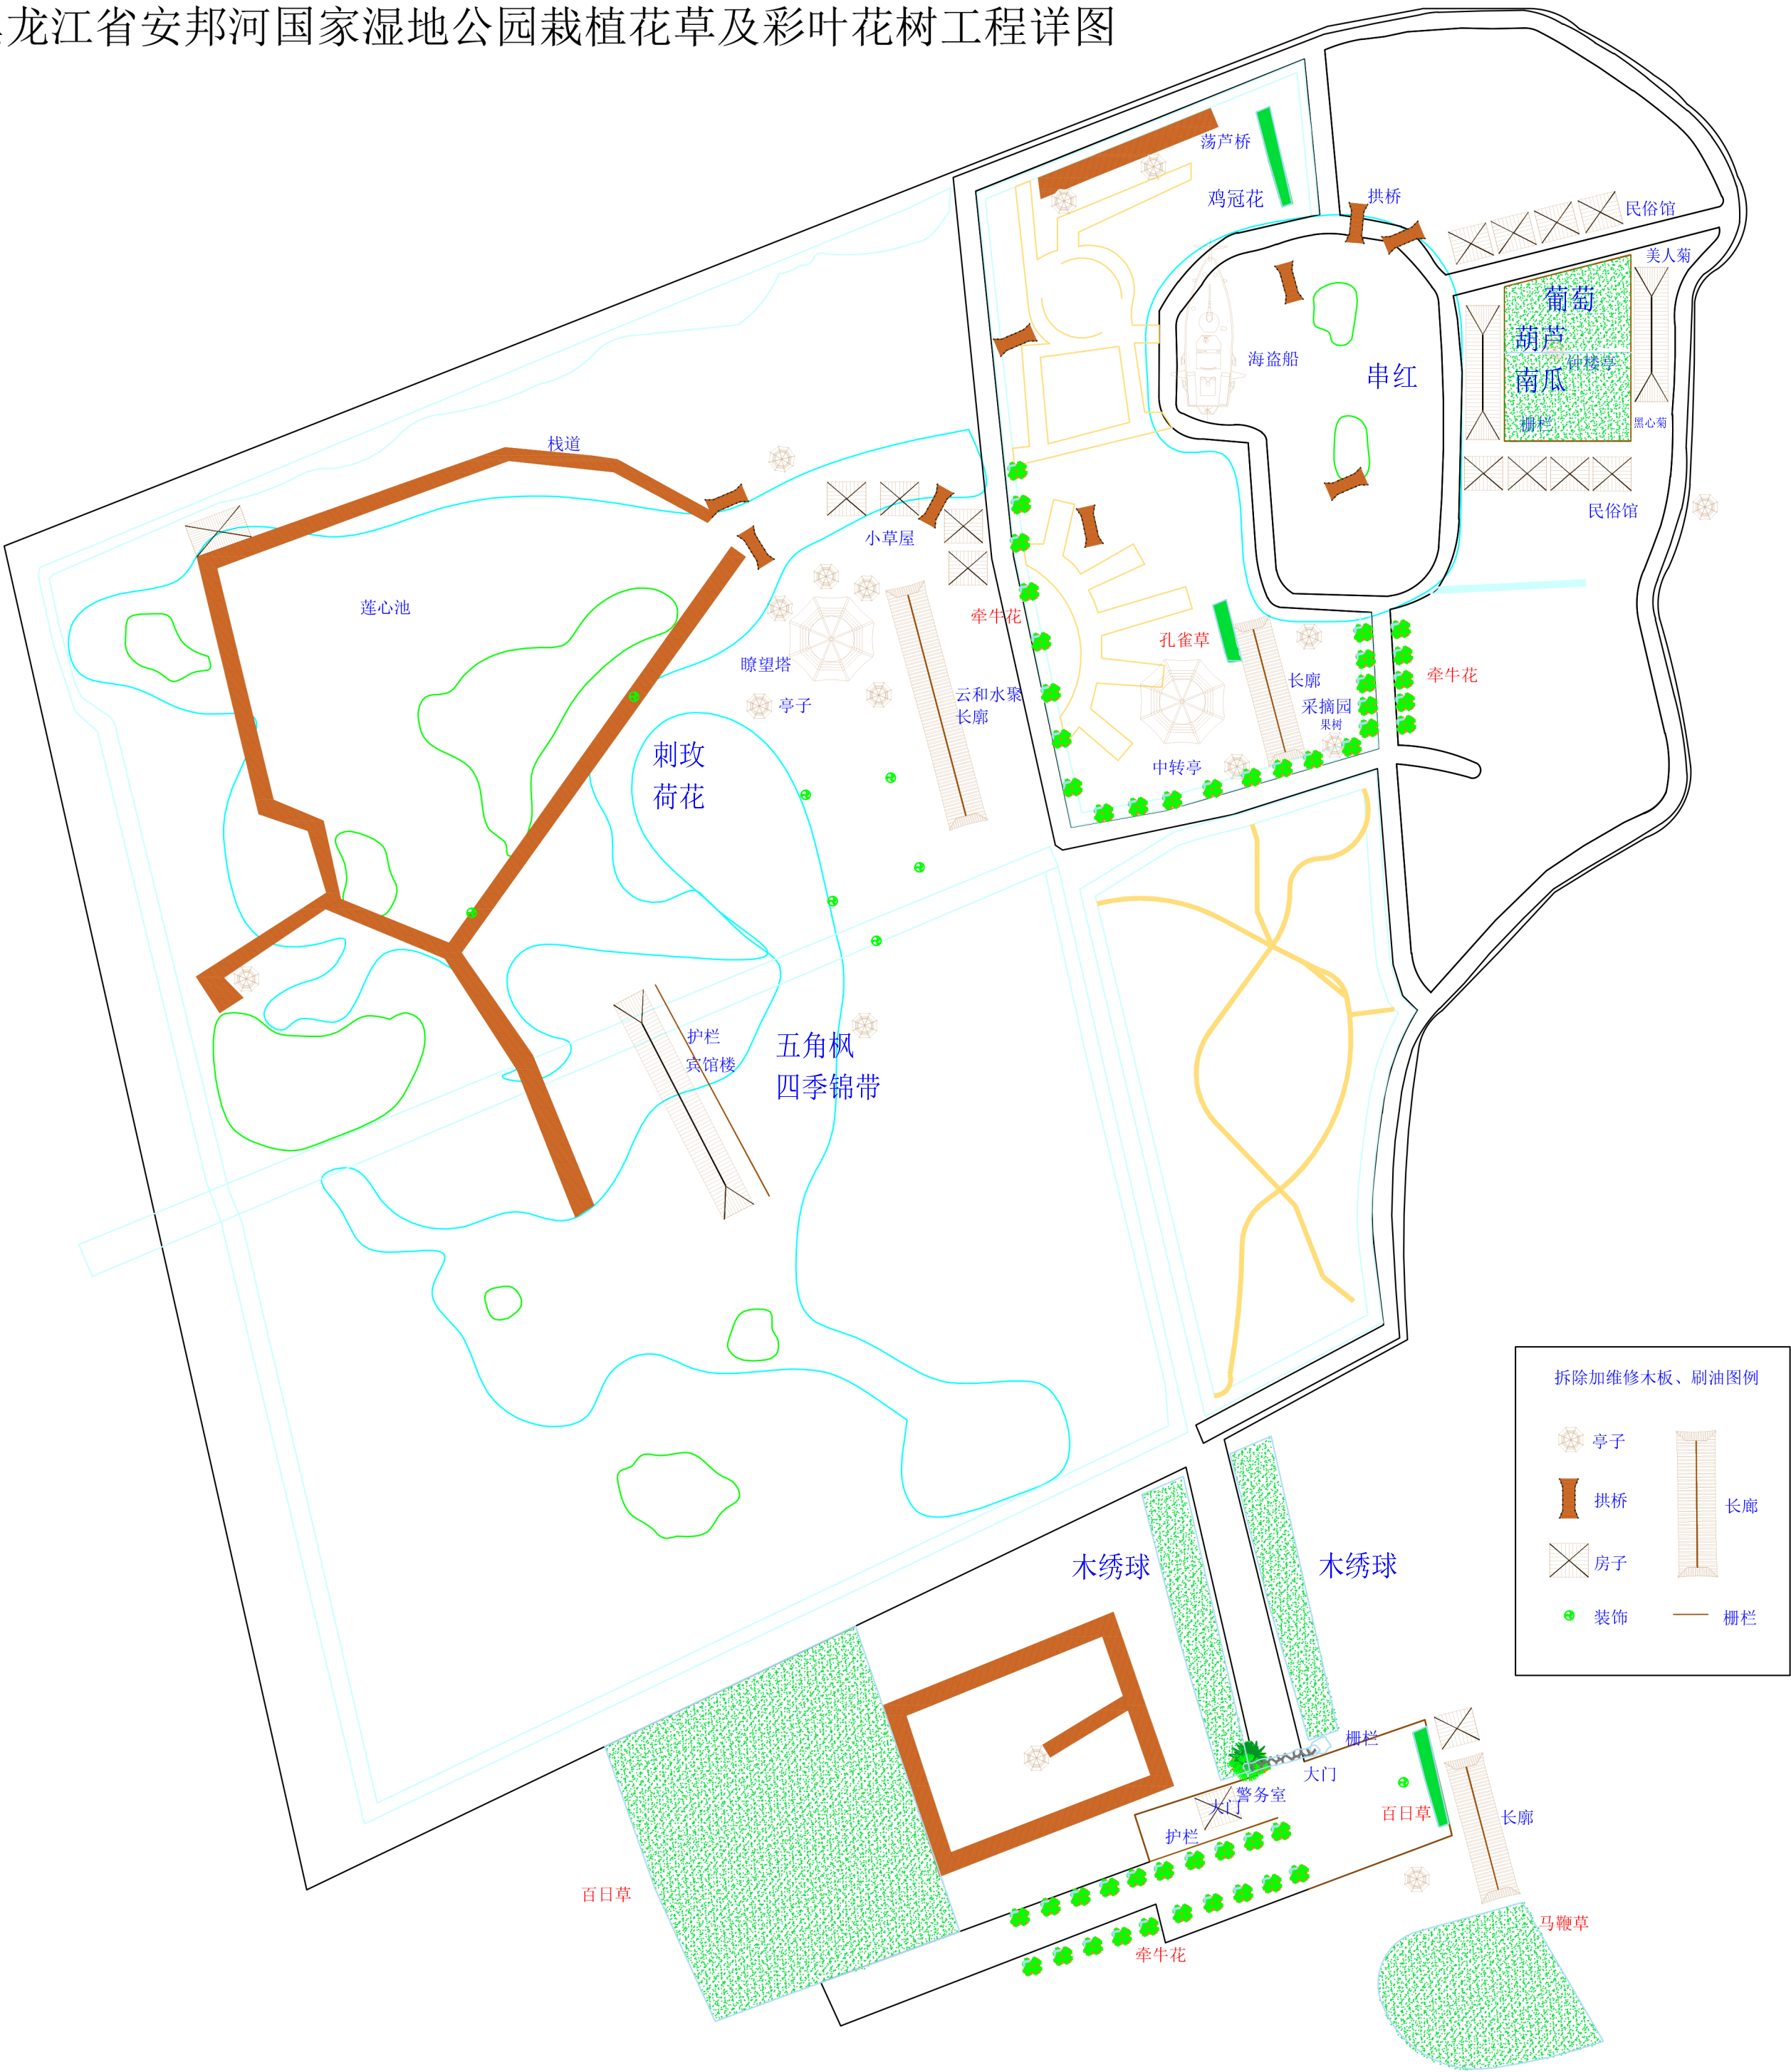 龙江省安邦河国家湿地公园栽植花草及彩叶花树工程详图
荡芦桥
鸡冠花
拱桥
民俗馆
美人菊
葡萄
葫芦
钟楼亭
南瓜
栅栏
黑心菊
海盗船
串红
民俗馆
栈道
小草屋
莲心池
牵牛花
孔雀草
瞭望塔
亭子
云和水聚
长廊
长廊
采摘园
果树
牵牛花
中转亭
刺玫
荷花
护栏
宾馆楼
五角枫
四季锦带
拆除加维修木板、刷油图例
亭子
拱桥
长廊
房子
装饰
栅栏
木绣球
木绣球
栅栏
大门
警务室
大门
护栏
百日草
长廊
百日草
马鞭草
牵牛花